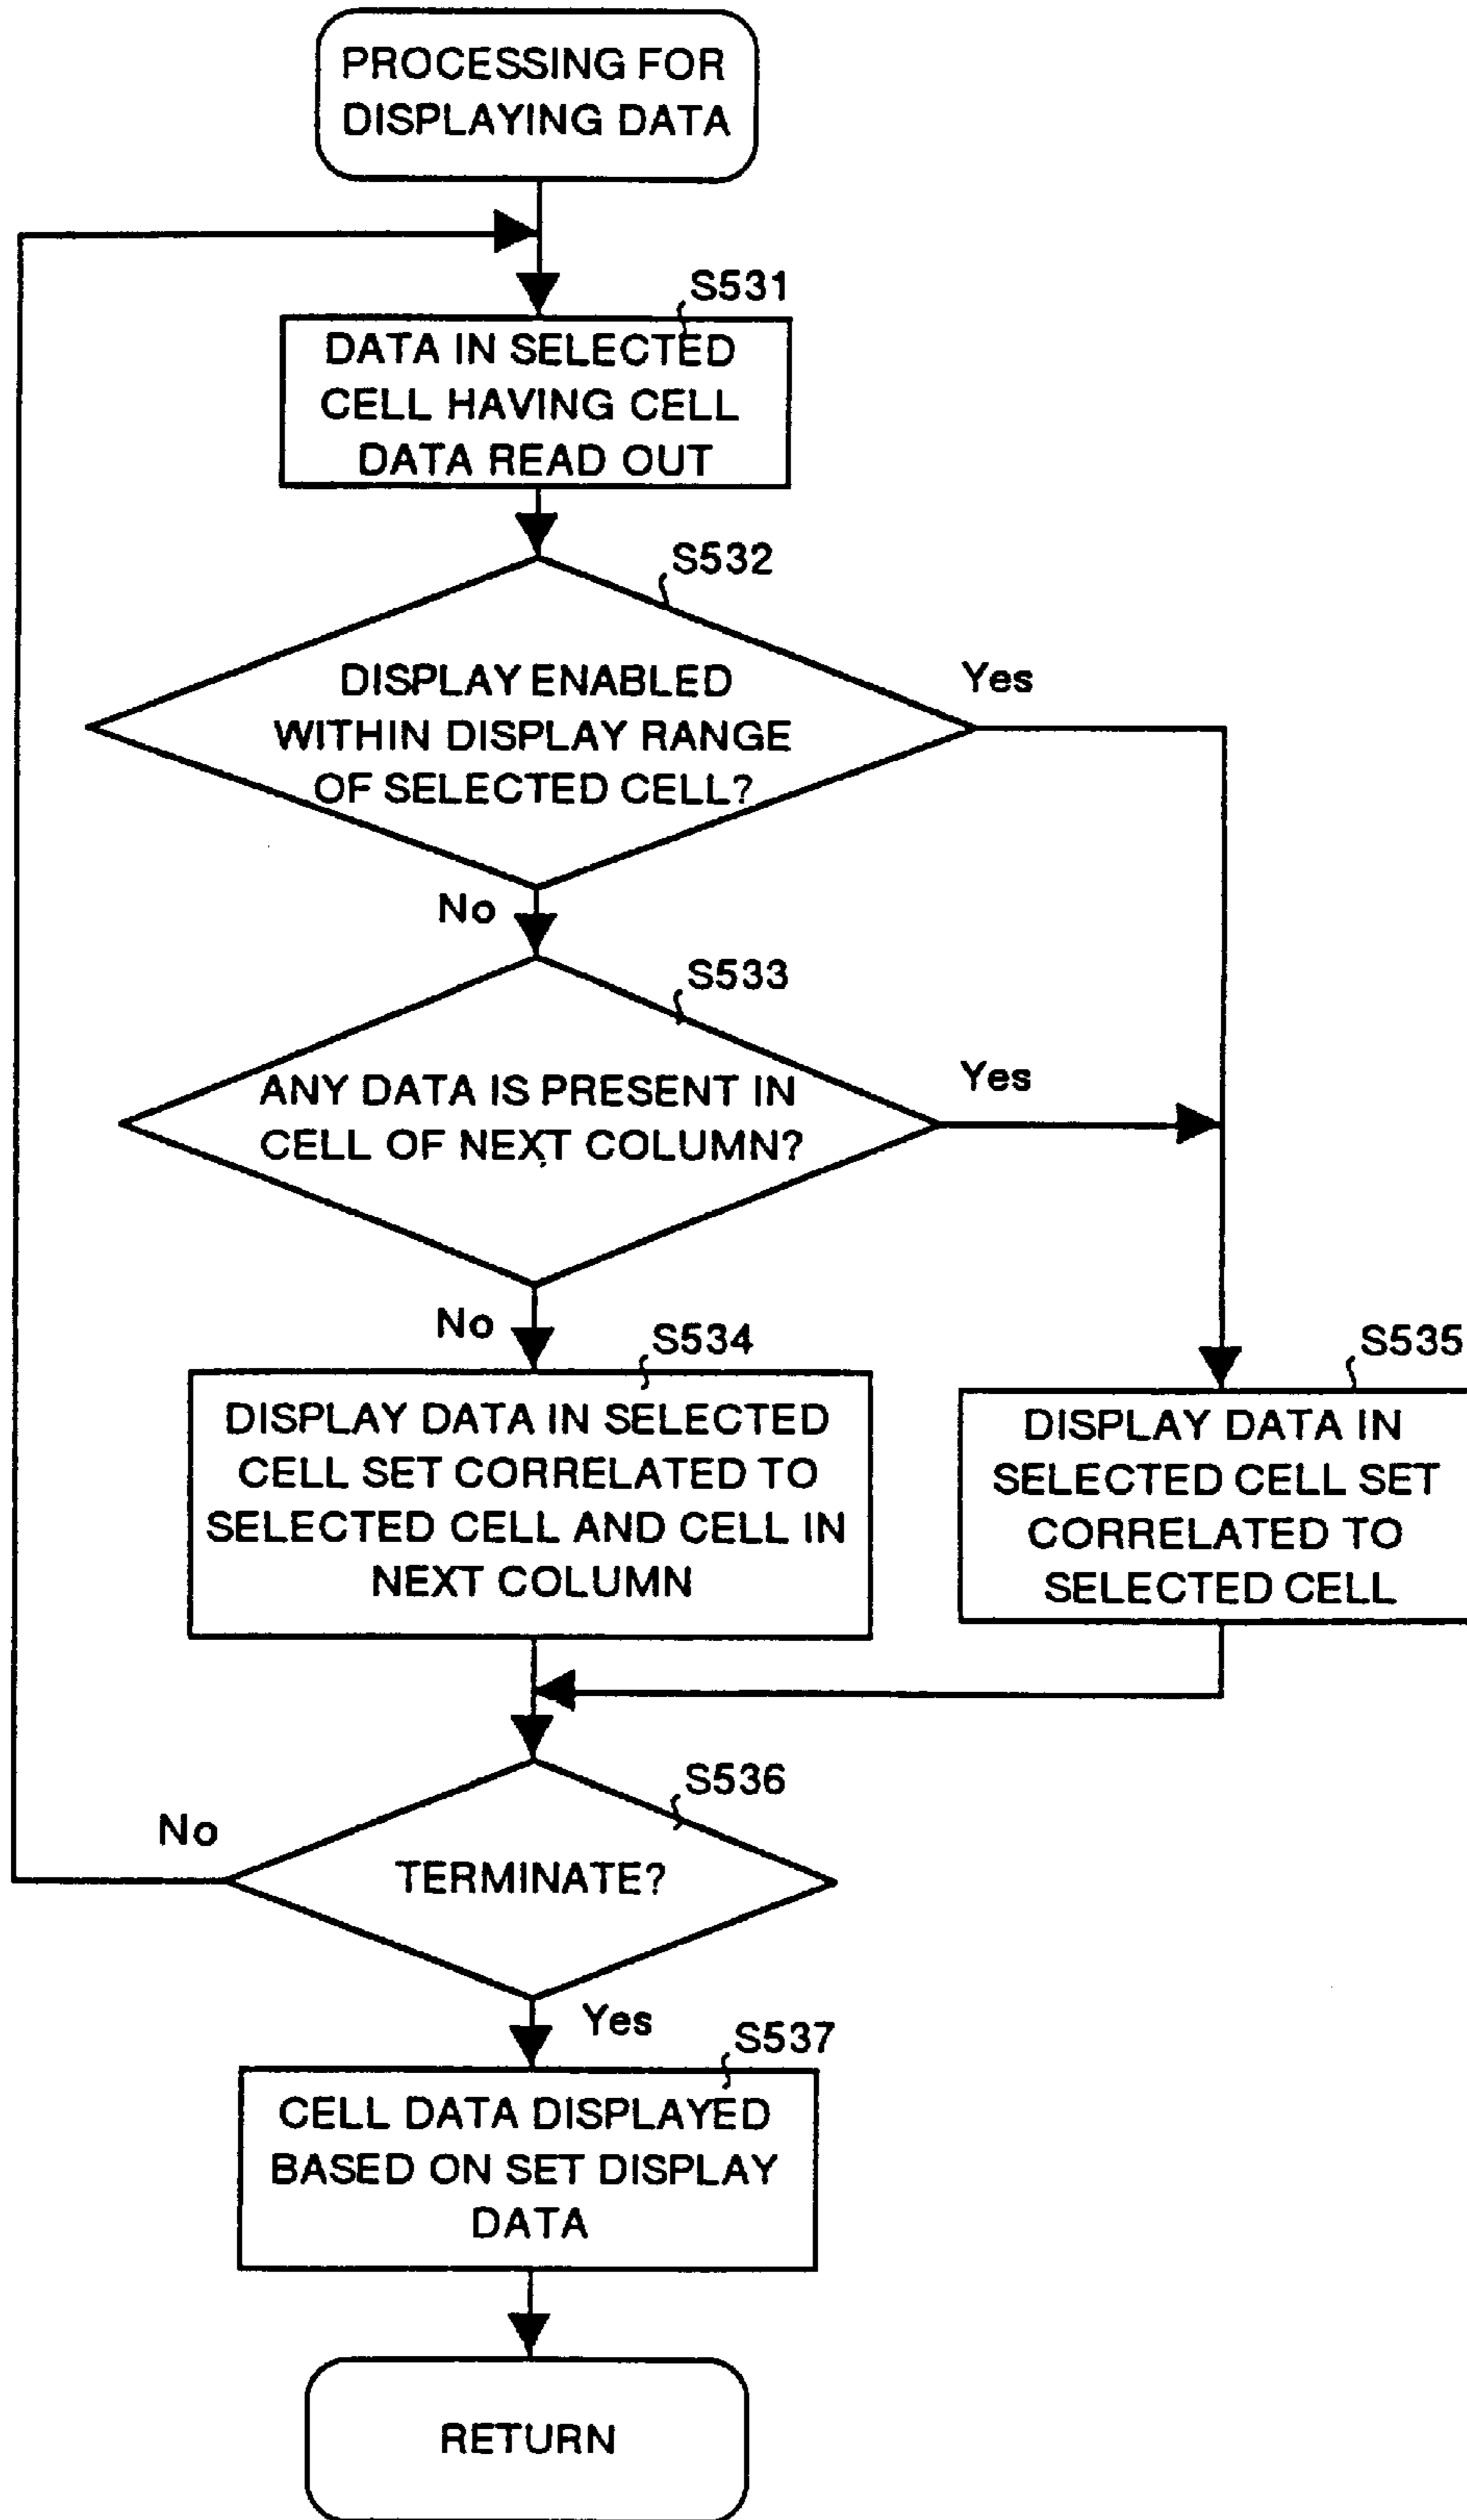 PROCESSING FOR
DISPLAYING DATA
S531
DATA IN SELECTED
CELL HAVING CELL
DATA READ OUT
S532
DISPLAY ENABLED
WITHIN DISPLAY RANGE
OF SELECTED CELL?
Yes
No
S533
ANY DATA IS PRESENT IN
CELL OF NEXT COLUMN?
Yes
No
S534
DISPLAY DATA IN SELECTED
CELL SET CORRELATED TO
SELECTED CELL AND CELL IN
NEXT COLUMN
S535
DISPLAY DATA IN
SELECTED CELL SET
CORRELATED TO
SELECTED CELL
S536
No
TERMINATE?
Yes
S537
CELL DATA DISPLAYED
BASED ON SET DISPLAY
DATA
RETURN